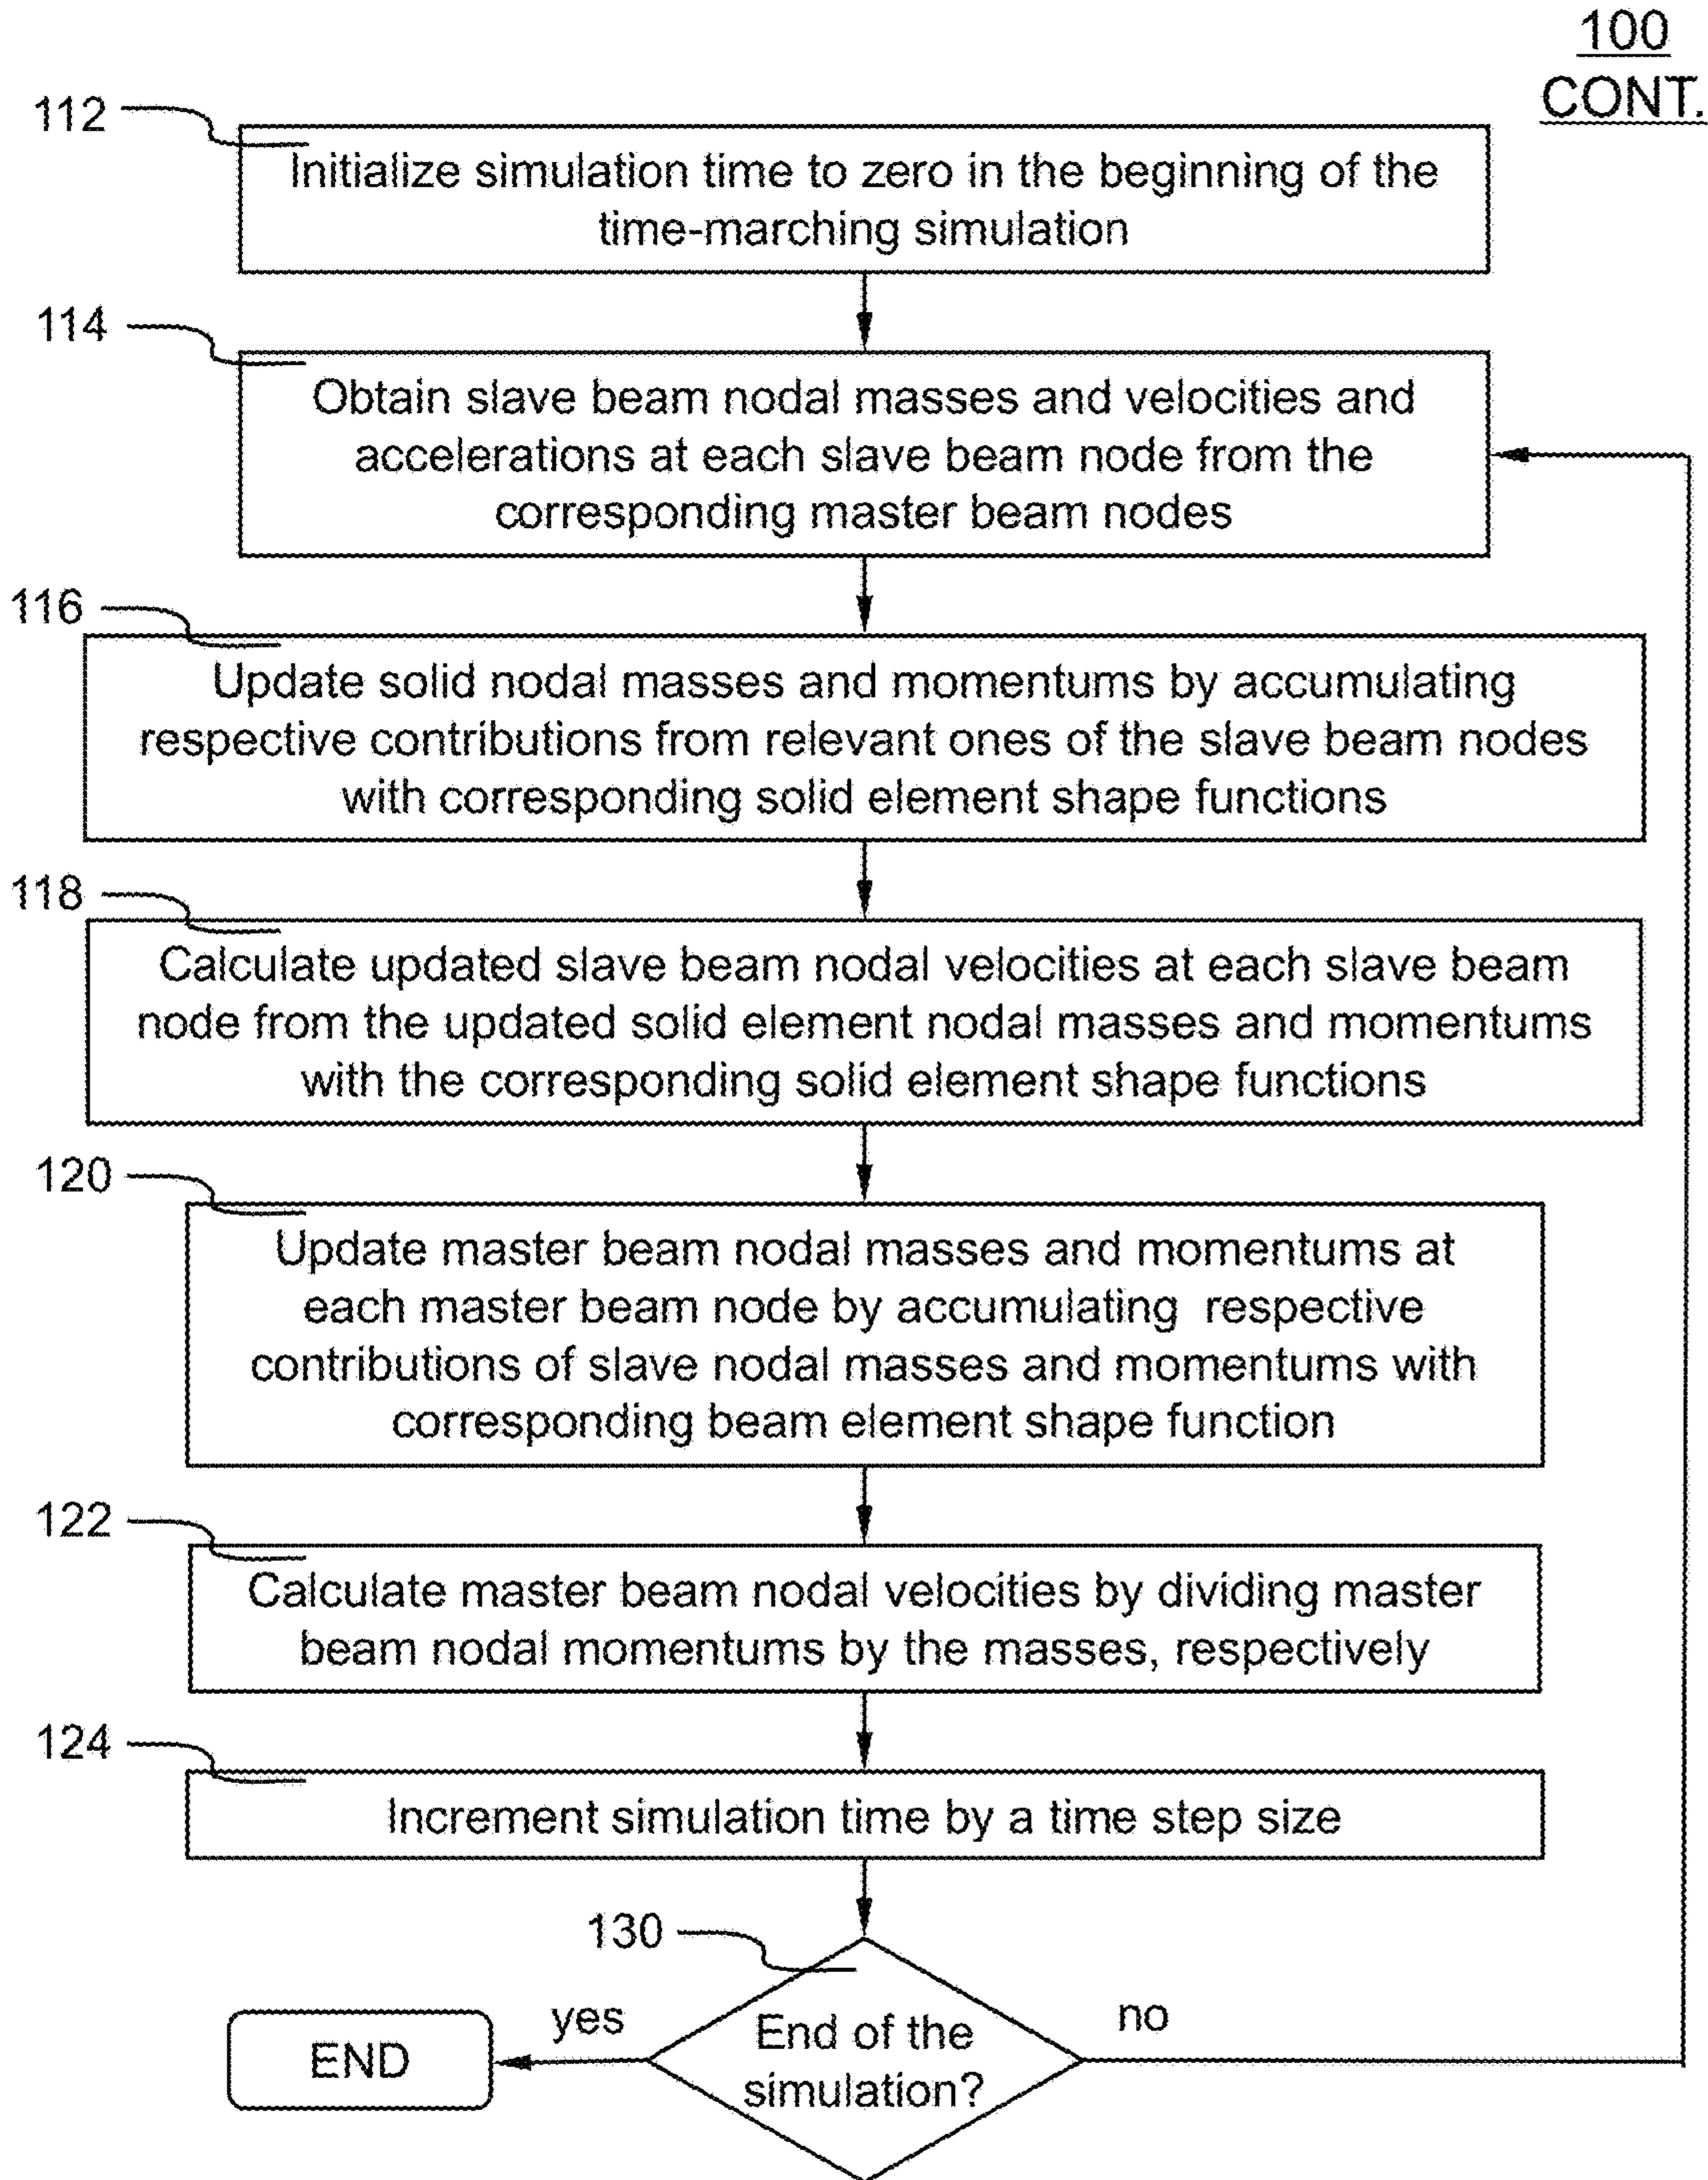 100
CONT.
112
Initialize simulation time to zero in the beginning of the
time-marching simulation
114
Obtain slave beam nodal masses and velocities and
accelerations at each slave beam node from the
corresponding master beam nodes
116
Update solid nodal masses and momentums by accumulating
respective contributions from relevant ones of the slave beam nodes
with corresponding solid element shape functions
118
Calculate updated slave beam nodal velocities at each slave beam
node from the updated solid element nodal masses and momentums
with the corresponding solid element shape functions
120
Update master beam nodal masses and momentums at
each master beam node by accumulating respective
contributions of slave nodal masses and momentums with
corresponding beam element shape function
122
Calculate master beam nodal velocities by dividing master
beam nodal momentums by the masses, respectively
124
Increment simulation time by a time step size
130
End of the
simulation?
yes
no
END